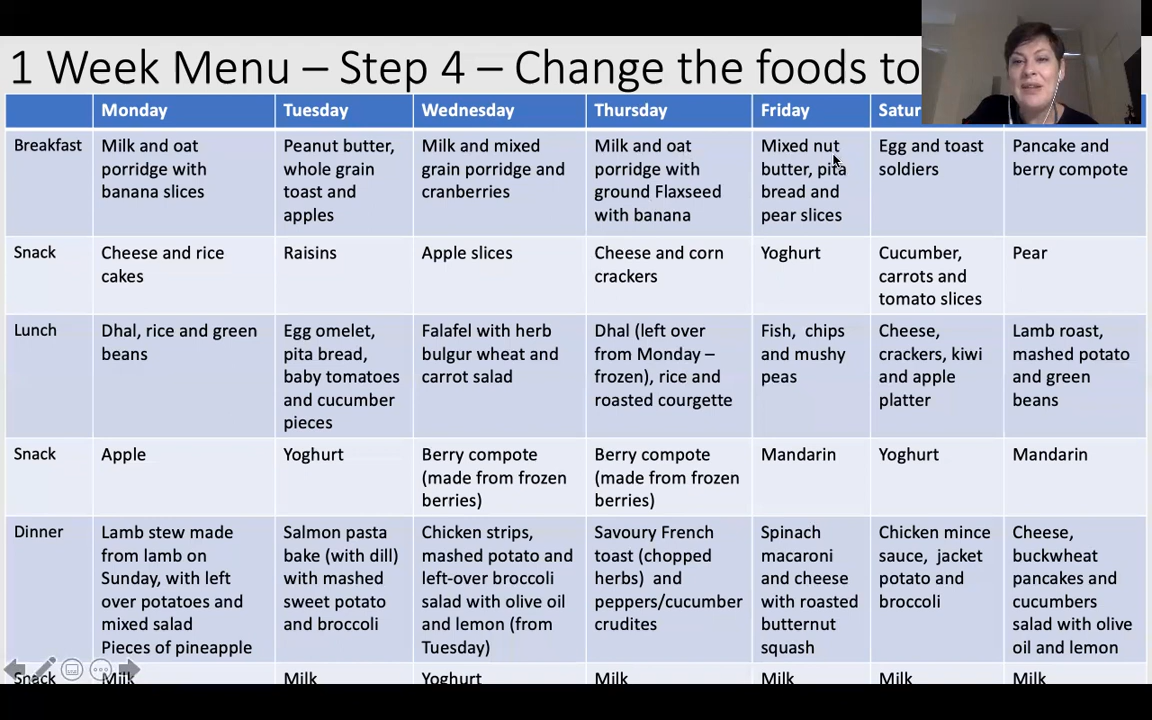 1 Week Menu – Step 4 – Change the foods to
Monday Tuesday Wednesday Thursday Friday Satur
Breakfast
Milk and oat
porridge with
banana slices
Peanut butter,
whole grain
toast and
apples
Milk and mixed
grain porridge and
cranberries
Milk and oat
porridge with
ground Flaxseed
with banana
Mixed nut
butter, pita
bread and
pear slices
Egg and toast
soldiers
Pancake and
berry compote
Snack
Cheese and rice
cakes
Raisins
Apple slices
Cheese and corn
crackers
Yoghurt
Cucumber,
carrots and
tomato slices
Pear
Lunch
Dhal, rice and green
beans
Egg omelet,
pita bread,
baby tomatoes
and cucumber
pieces
Falafel with herb
bulgur wheat and
carrot salad
Dhal (left over
from Monday –
frozen), rice and
roasted courgette
Fish, chips
and mushy
peas
Cheese,
crackers, kiwi
and apple
platter
Lamb roast,
mashed potato
and green
beans
Snack
Apple
Yoghurt
Berry compote
(made from frozen
berries)
Berry compote
(made from frozen
berries)
Mandarin
Yoghurt
Mandarin
Dinner
Lamb stew made
from lamb on
Sunday, with left
over potatoes and
mixed salad
Pieces of pineapple
Salmon pasta
bake (with dill)
with mashed
sweet potato
and broccoli
Chicken strips,
mashed potato and
left-over broccoli
salad with olive oil
and lemon (from
Tuesday)
Savoury French
toast (chopped
herbs) and
peppers/cucumber
crudites
Spinach
macaroni
and cheese
with roasted
butternut
squash
Chicken mince
sauce, jacket
potato and
broccoli
Cheese,
buckwheat
pancakes and
cucumbers
salad with olive
oil and lemon
Snack
Milk
Milk
Yoghurt
Milk
Milk
Milk
Milk